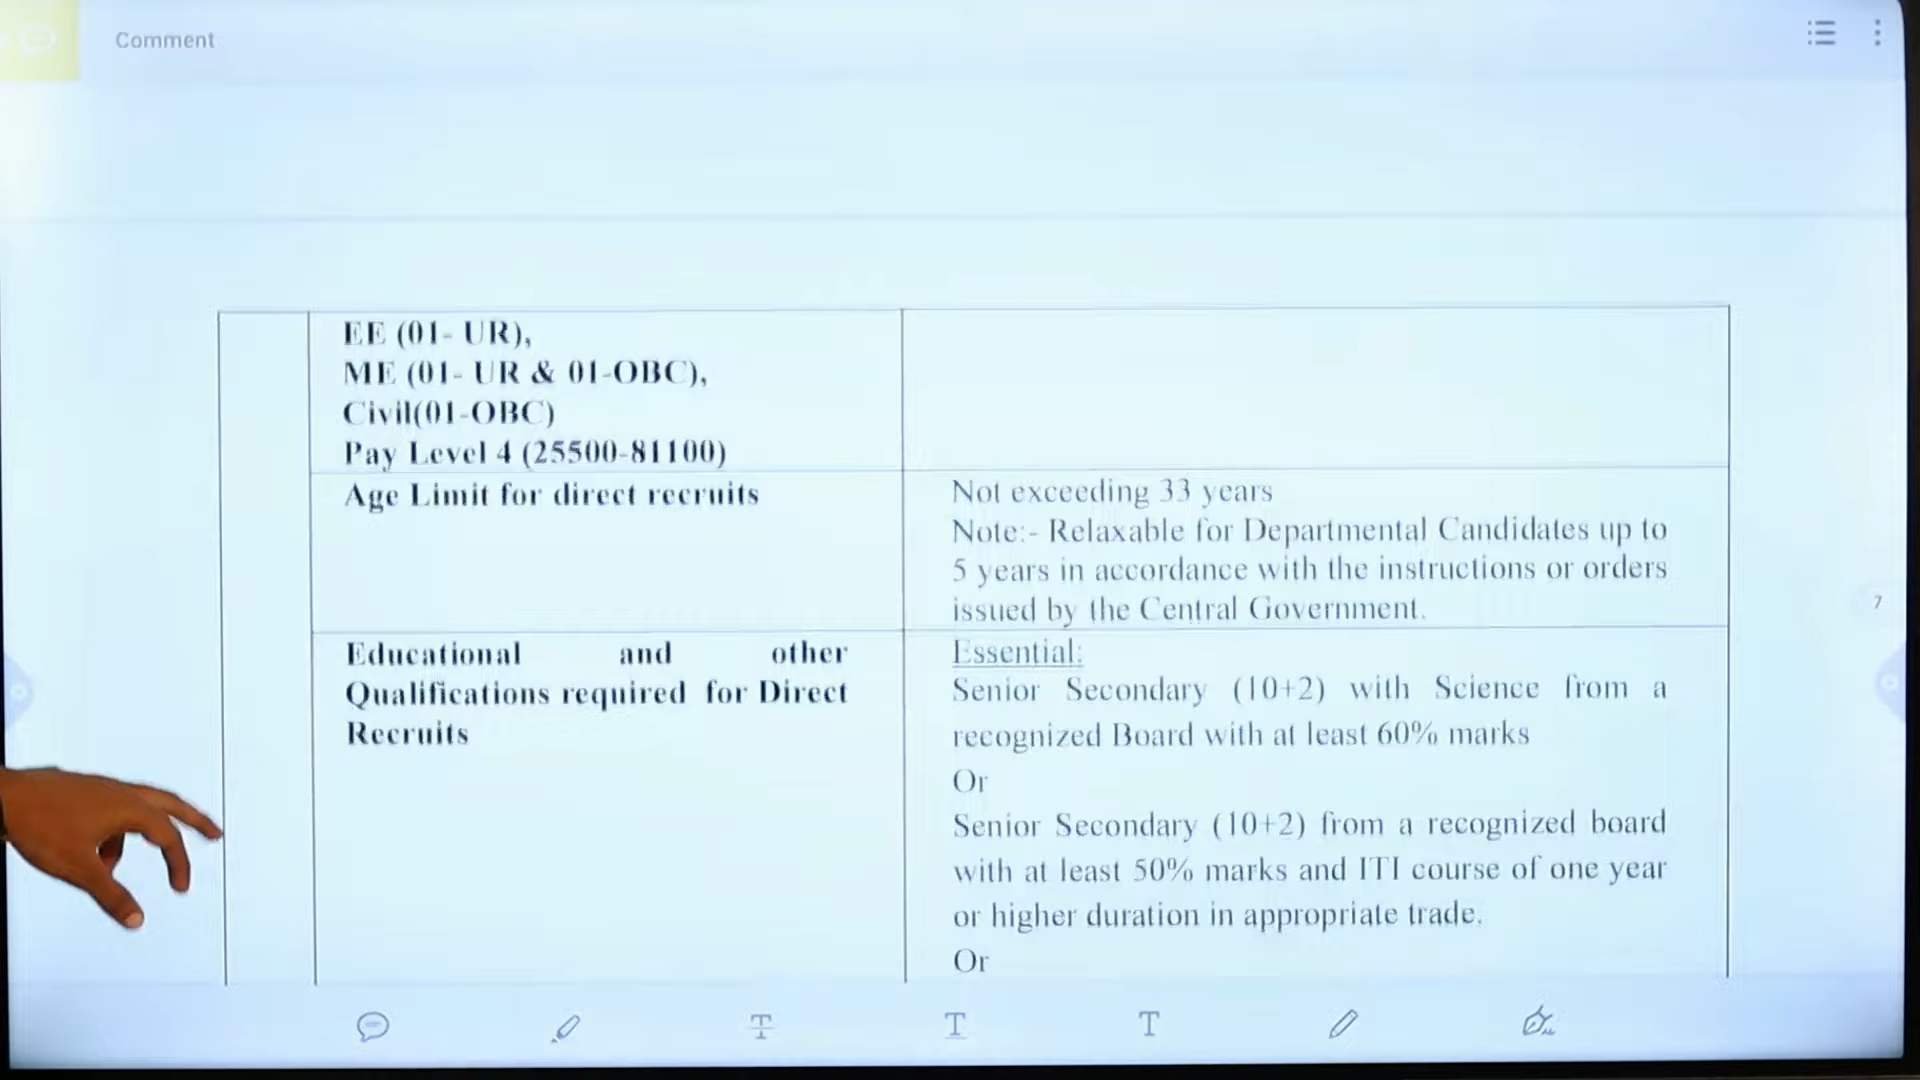 Comment
EE (01- UR),
ME (01- UR & 01-OBC),
Civil(01-OBC)
Pay Level 4 (25500-81100)
Age Limit for direct recruits
Not exceeding 33 years
Note:- Relaxable for Departmental Candidates up to
5 years in accordance with the instructions or orders
issued by the Central Government.
7
Educational and other
Qualifications required for Direct
Recruits
Essential:
Senior Secondary (10+2) with Science from a
recognized Board with at least 60% marks
Or
Senior Secondary (10+2) from a recognized board
with at least 50% marks and ITI course of one year
or higher duration in appropriate trade.
Or